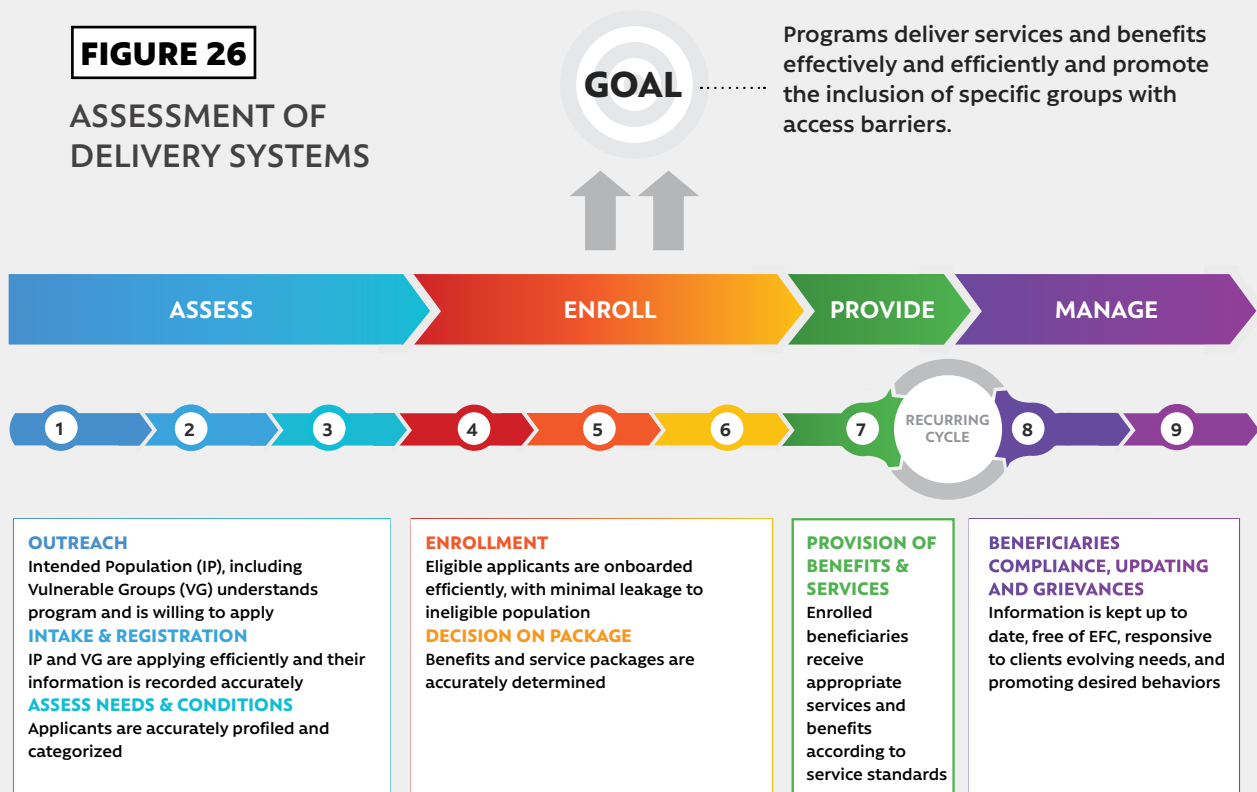 FIGURE 26
ASSESSMENT OF
DELIVERY SYSTEMS
GOAL
Programs deliver services and benefits
effectively and efficiently and promote
the inclusion of specific groups with
access barriers.
ASSESS
ENROLL
PROVIDE
MANAGE
1
2
3
4
5
6
7
RECURRING
CYCLE
8
9
OUTREACH
Intended Population (IP), including
Vulnerable Groups (VG) understands
program and is willing to apply
INTAKE & REGISTRATION
IP and VG are applying efficiently and their
information is recorded accurately
ASSESS NEEDS & CONDITIONS
Applicants are accurately profiled and
categorized
ENROLLMENT
Eligible applicants are onboarded
efficiently, with minimal leakage to
ineligible population
DECISION ON PACKAGE
Benefits and service packages are
accurately determined
PROVISION OF
BENEFITS &
SERVICES
Enrolled
beneficiaries
receive
appropriate
services and
benefits
according to
service standards
BENEFICIARIES
COMPLIANCE, UPDATING
AND GRIEVANCES
Information is kept up to
date, free of EFC, responsive
to clients evolving needs, and
promoting desired behaviors